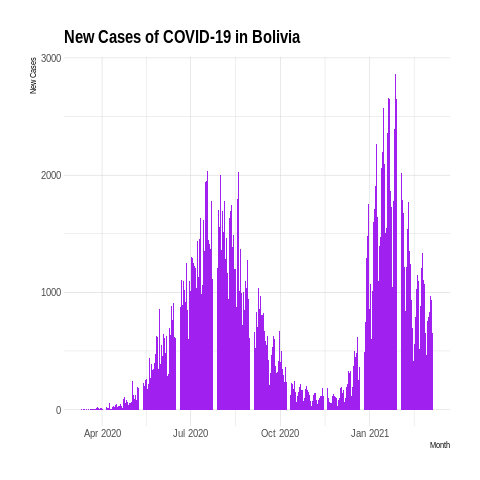 New Cases of COVID-19 in Bolivia
New Cases
3000
2000
1000
0
Apr 2020 Jul 2020 Oct 2020 Jan 2021
Month